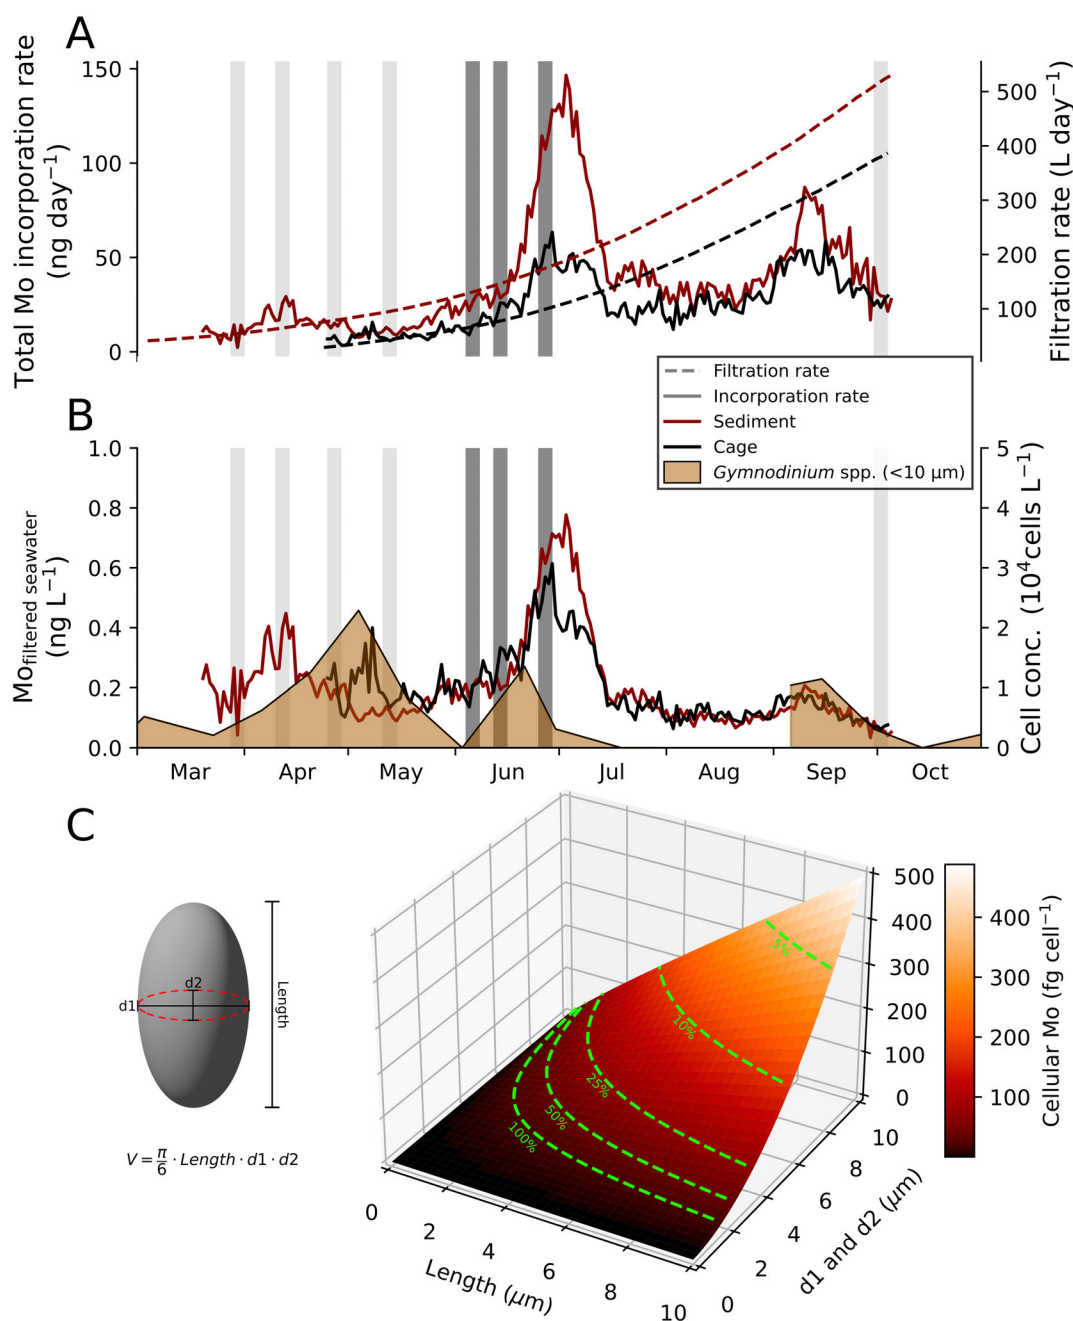 A
Total Mo incorporation rate
(ng day⁻¹)
150
100
50
0
500
400
300
200
100
Filtration rate (L day⁻¹)
Filtration rate
Incorporation rate
Sediment
Cage
Gymnodinium spp. (<10 μm)
B
Mo_filtered seawater
(ng L⁻¹)
1.0
0.8
0.6
0.4
0.2
0.0
5
4
3
2
1
0
Cell conc. (10⁴cells L⁻¹)
Mar Apr May Jun Jul Aug Sep Oct
C
d2
d1
Length
V = π/6 · Length · d1 · d2
5%
10%
25%
50%
100%
0
2
4
6
8
10
Length (μm)
0
2
4
6
8
10
d1 and d2 (μm)
500
400
300
200
100
0
400
300
200
100
Cellular Mo (fg cell⁻¹)